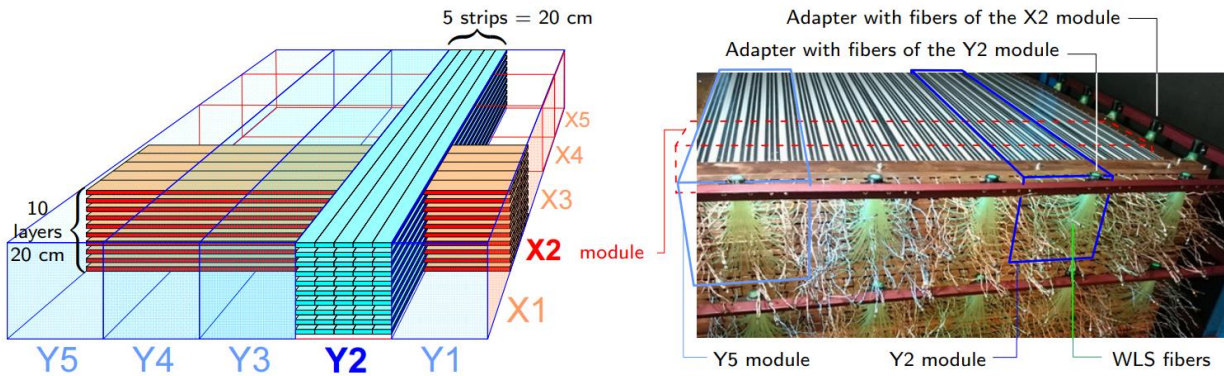 5 strips = 20 cm
10
layers
20 cm
X5
X4
X3
X2 module
X1
Y5 Y4 Y3 Y2 Y1
Adapter with fibers of the X2 module
Adapter with fibers of the Y2 module
Y5 module
Y2 module
WLS fibers